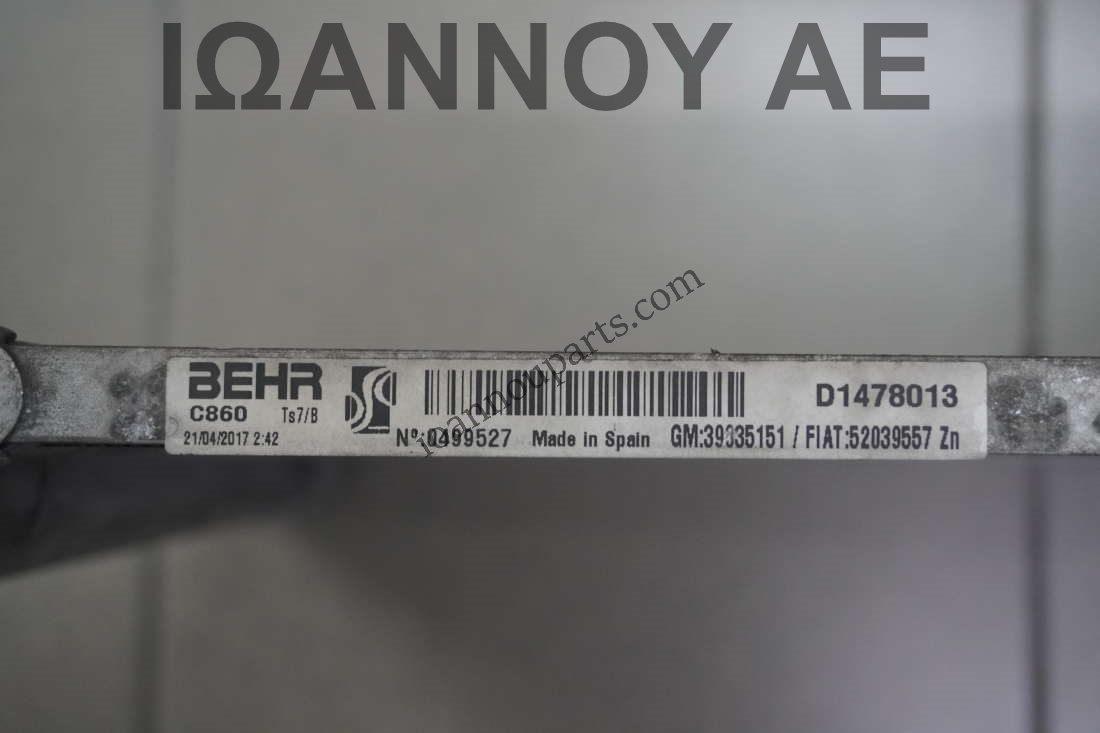 ΙΩΑΝΝΟΥ ΑΕ
ioannouparts.com
BEHR
C860 Ts7/B
21/04/2017 2:42
Nº:0499527 Made in Spain
D1478013
GM:39335151 / FIAT:52039557 Zn